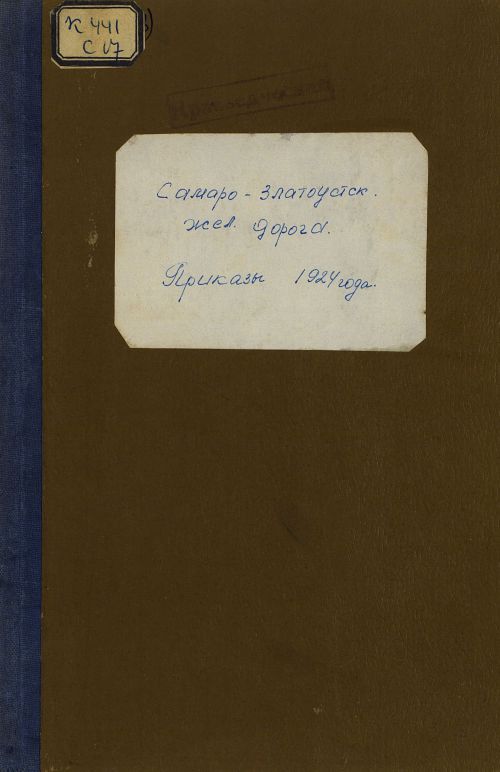 К 441
С 17
Самаро-Златоустск.
жел. дорога.
Приказы 1924 года.